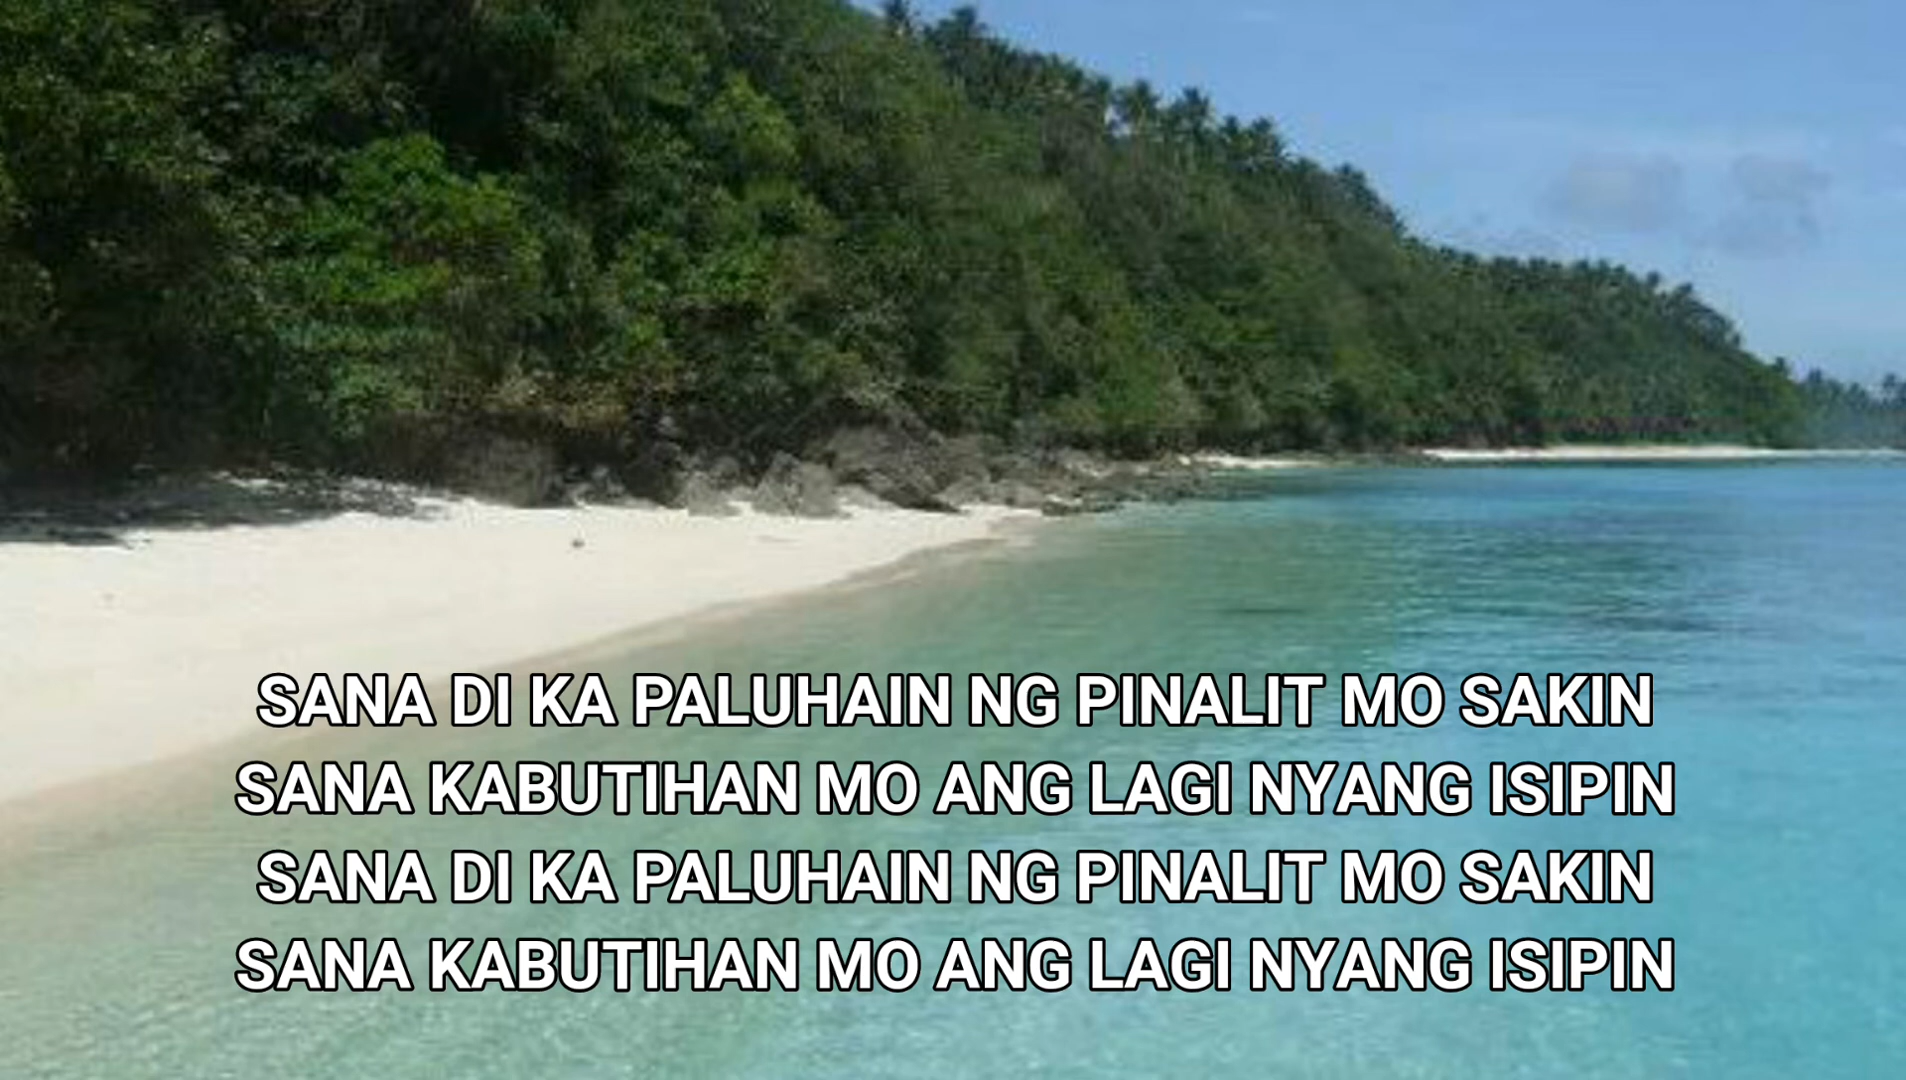 SANA DI KA PALUHAIN NG PINALIT MO SAKIN
SANA KABUTIHAN MO ANG LAGI NYANG ISIPIN
SANA DI KA PALUHAIN NG PINALIT MO SAKIN
SANA KABUTIHAN MO ANG LAGI NYANG ISIPIN